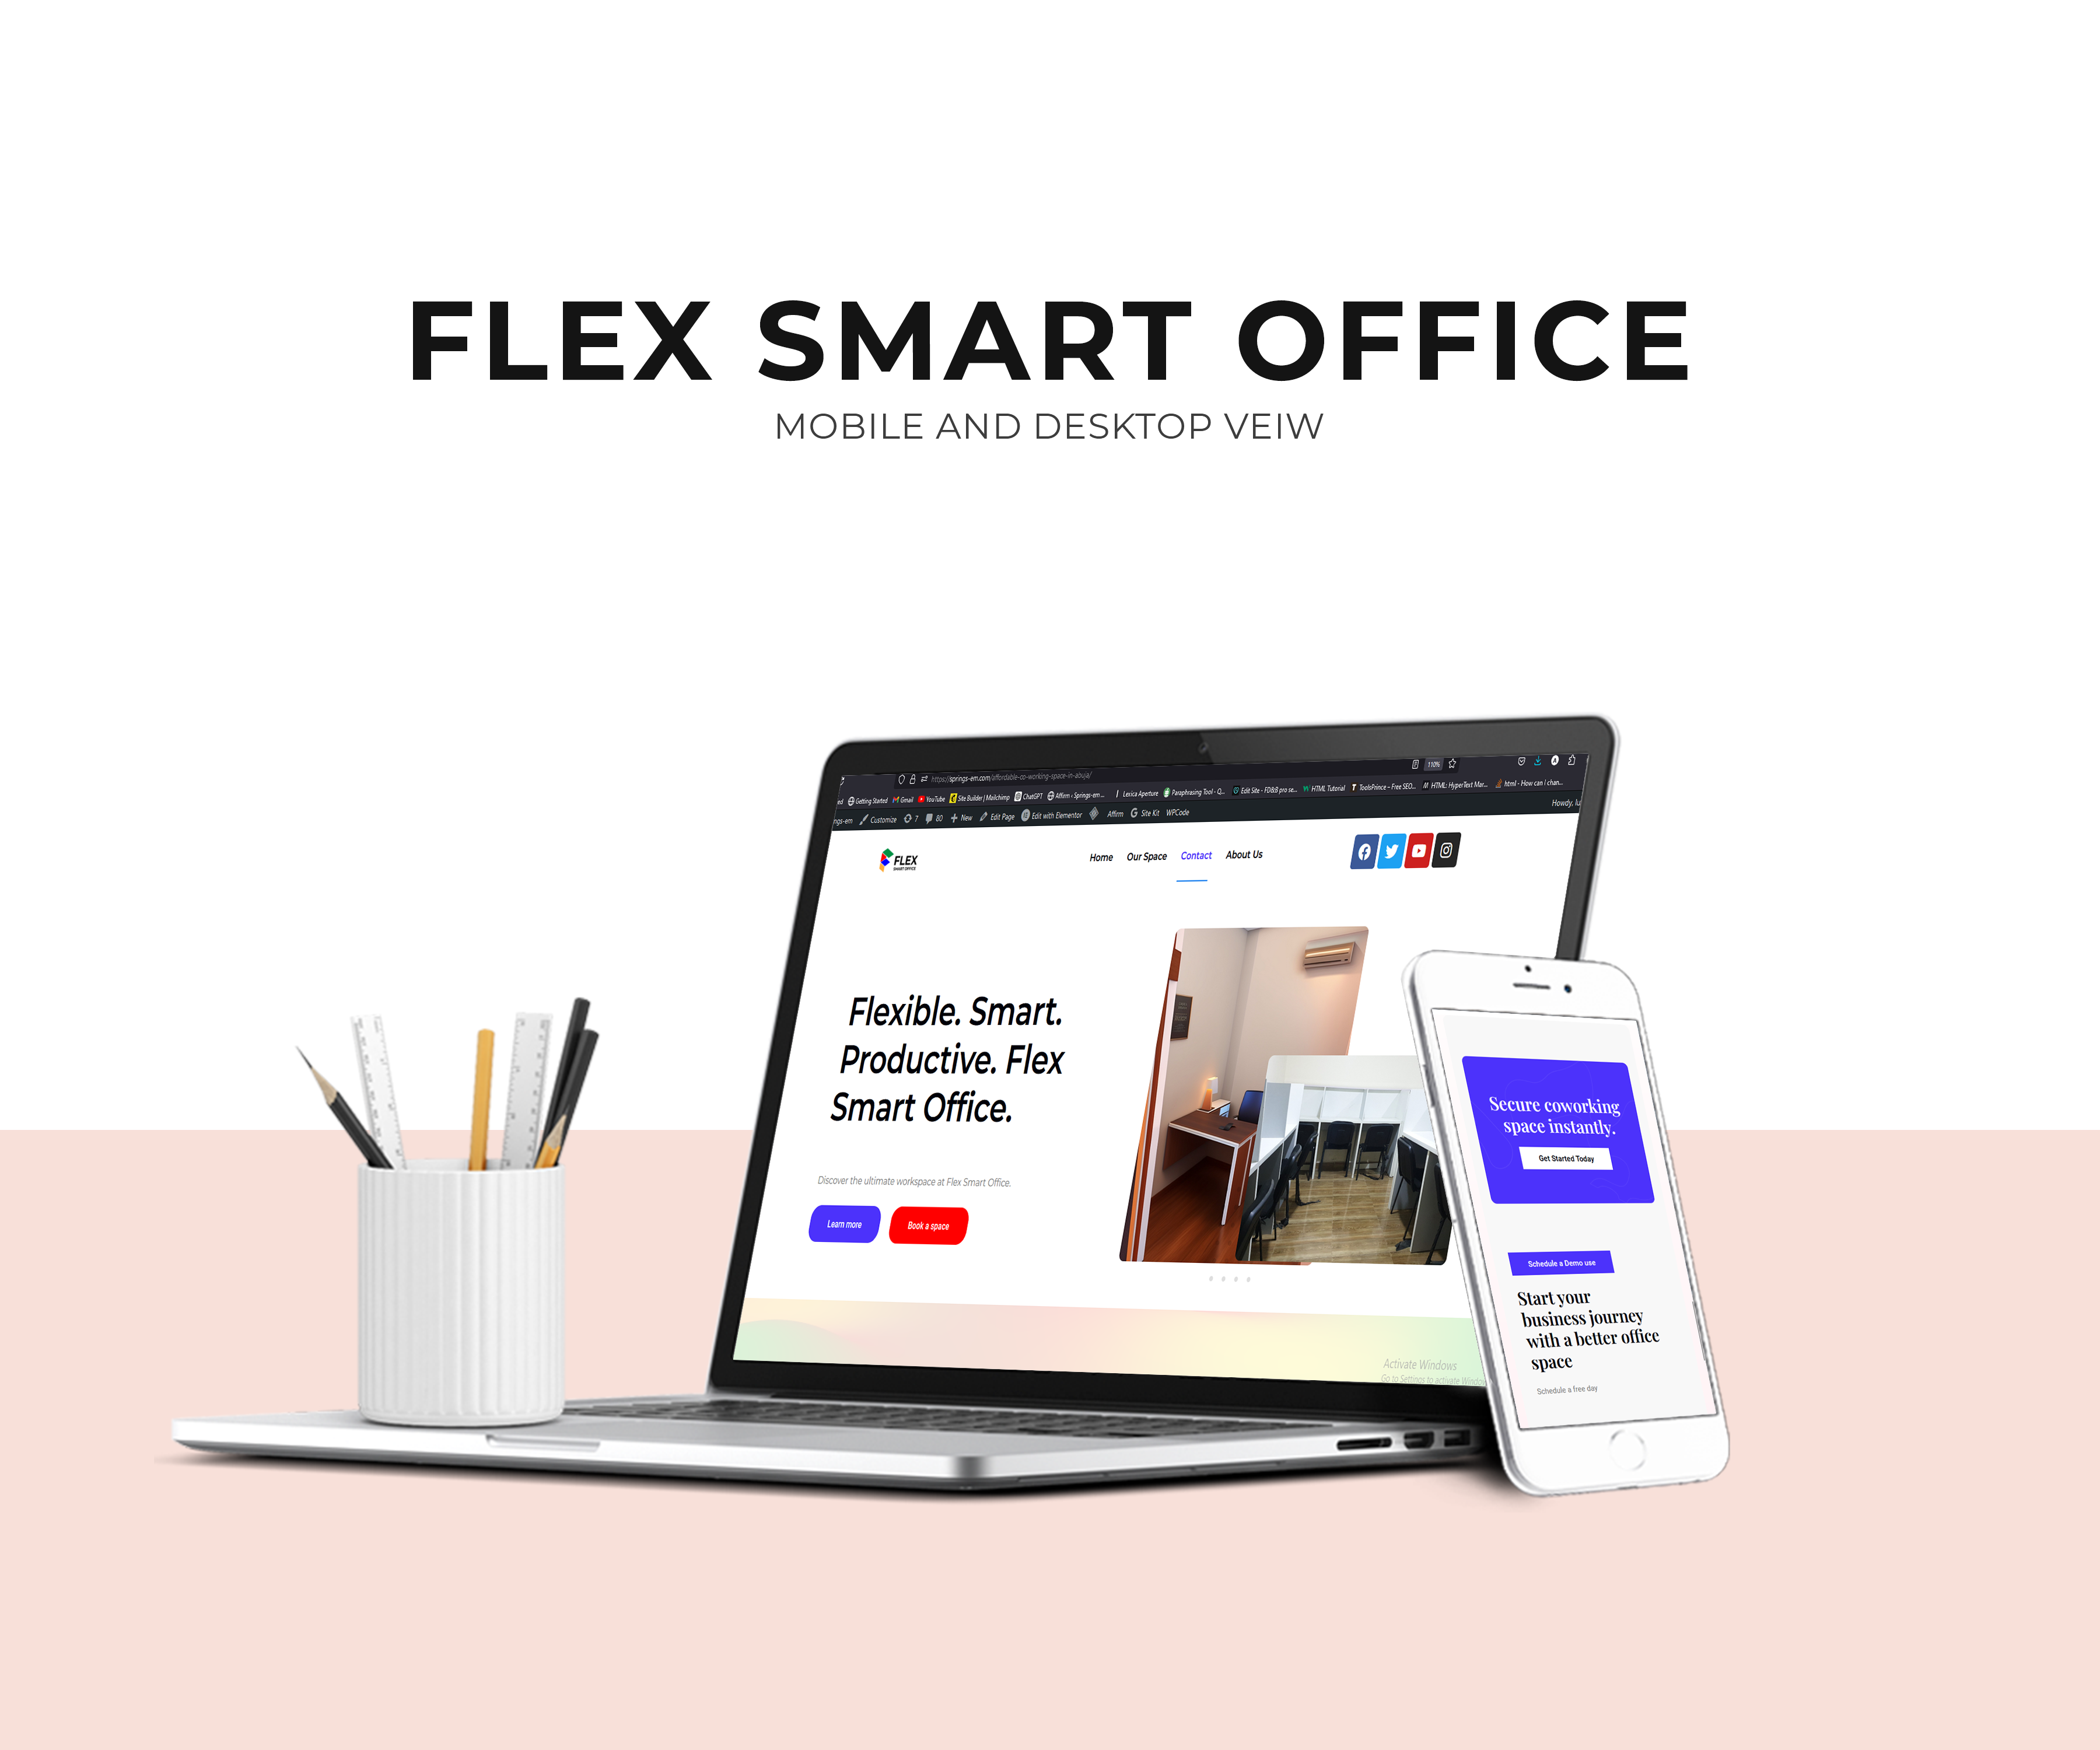 FLEX SMART OFFICE
MOBILE AND DESKTOP VEIW
https://springs-em.com/affordable-co-working-space-in-abuja/
110%
Getting Started Gmail YouTube Site Builder | Mailchimp ChatGPT Affirm ‹ Springs-em ... Lexica Aperture Paraphrasing Tool - Q... Edit Site - FD&B pro se... HTML Tutorial ToolsPrince – Free SEO... HTML: HyperText Mar... html - How can I chan...
ngs-em Customize 7 80 New Edit Page Edit with Elementor Affirm Site Kit WPCode Howdy, lu
FLEX
SMART OFFICE
Home Our Space Contact About Us
Flexible. Smart.
Productive. Flex
Smart Office.
Discover the ultimate workspace at Flex Smart Office.
Learn more Book a space
Activate Windows
Go to Settings to activate Window
Secure coworking
space instantly.
Get Started Today
Schedule a Demo use
Start your
business journey
with a better office
space
Schedule a free day